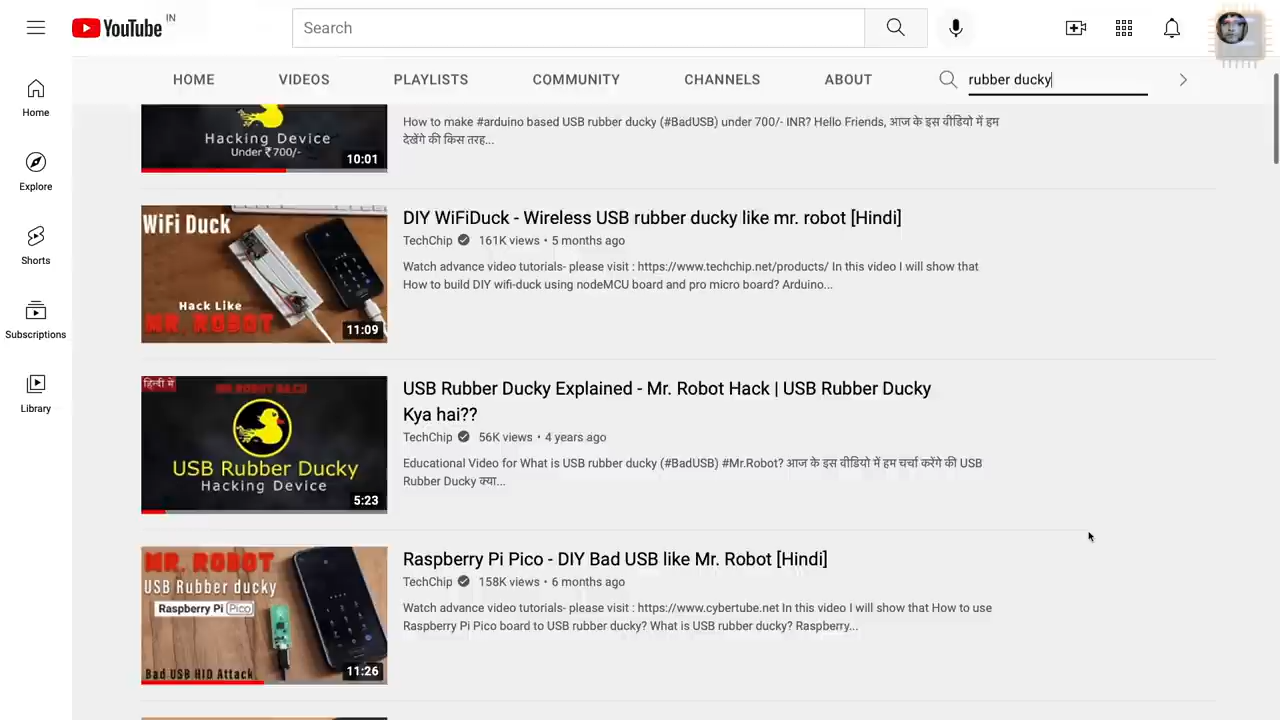 YouTube IN
Search
HOME VIDEOS PLAYLISTS COMMUNITY CHANNELS ABOUT rubber ducky
Home
Explore
Shorts
Subscriptions
Library
Hacking Device
Under ₹700/-
10:01
How to make #arduino based USB rubber ducky (#BadUSB) under 700/- INR? Hello Friends, आज के इस वीडियो में हम
देखेंगे की किस तरह...
WiFi Duck
Hack Like
MR. ROBOT
11:09
DIY WiFiDuck - Wireless USB rubber ducky like mr. robot [Hindi]
TechChip 161K views • 5 months ago
Watch advance video tutorials- please visit : https://www.techchip.net/products/ In this video I will show that
How to build DIY wifi-duck using nodeMCU board and pro micro board? Arduino...
हिन्दी में
MR.ROBOT HACK
USB Rubber Ducky
Hacking Device
5:23
USB Rubber Ducky Explained - Mr. Robot Hack | USB Rubber Ducky
Kya hai??
TechChip 56K views • 4 years ago
Educational Video for What is USB rubber ducky (#BadUSB) #Mr.Robot? आज के इस वीडियो में हम चर्चा करेंगे की USB
Rubber Ducky क्या...
MR. ROBOT
USB Rubber ducky
Raspberry Pi Pico
Bad USB HID Attack
11:26
Raspberry Pi Pico - DIY Bad USB like Mr. Robot [Hindi]
TechChip 158K views • 6 months ago
Watch advance video tutorials- please visit : https://www.cybertube.net In this video I will show that How to use
Raspberry Pi Pico board to USB rubber ducky? What is USB rubber ducky? Raspberry...